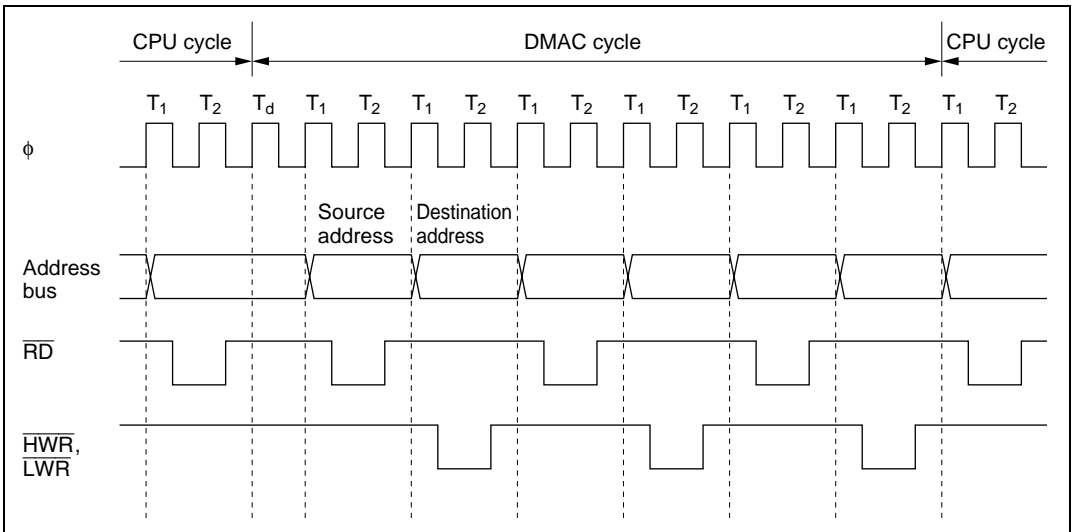 CPU cycle DMAC cycle CPU cycle
T1 T2 Td T1 T2 T1 T2 T1 T2 T1 T2 T1 T2 T1 T2 T1 T2
φ
Source address
Destination address
Address bus
RD
HWR,
LWR